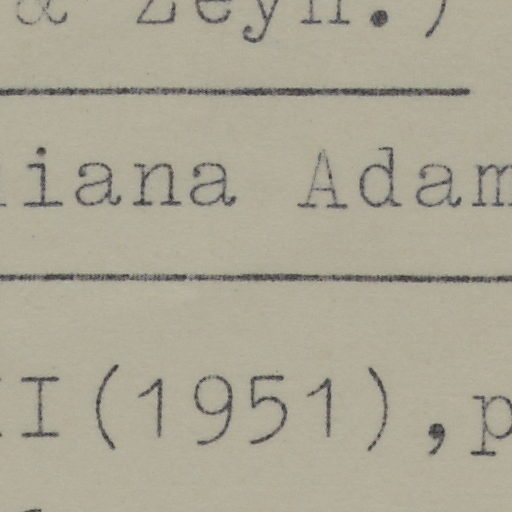 & Zeyh.)
iana Adam
I(1951),p